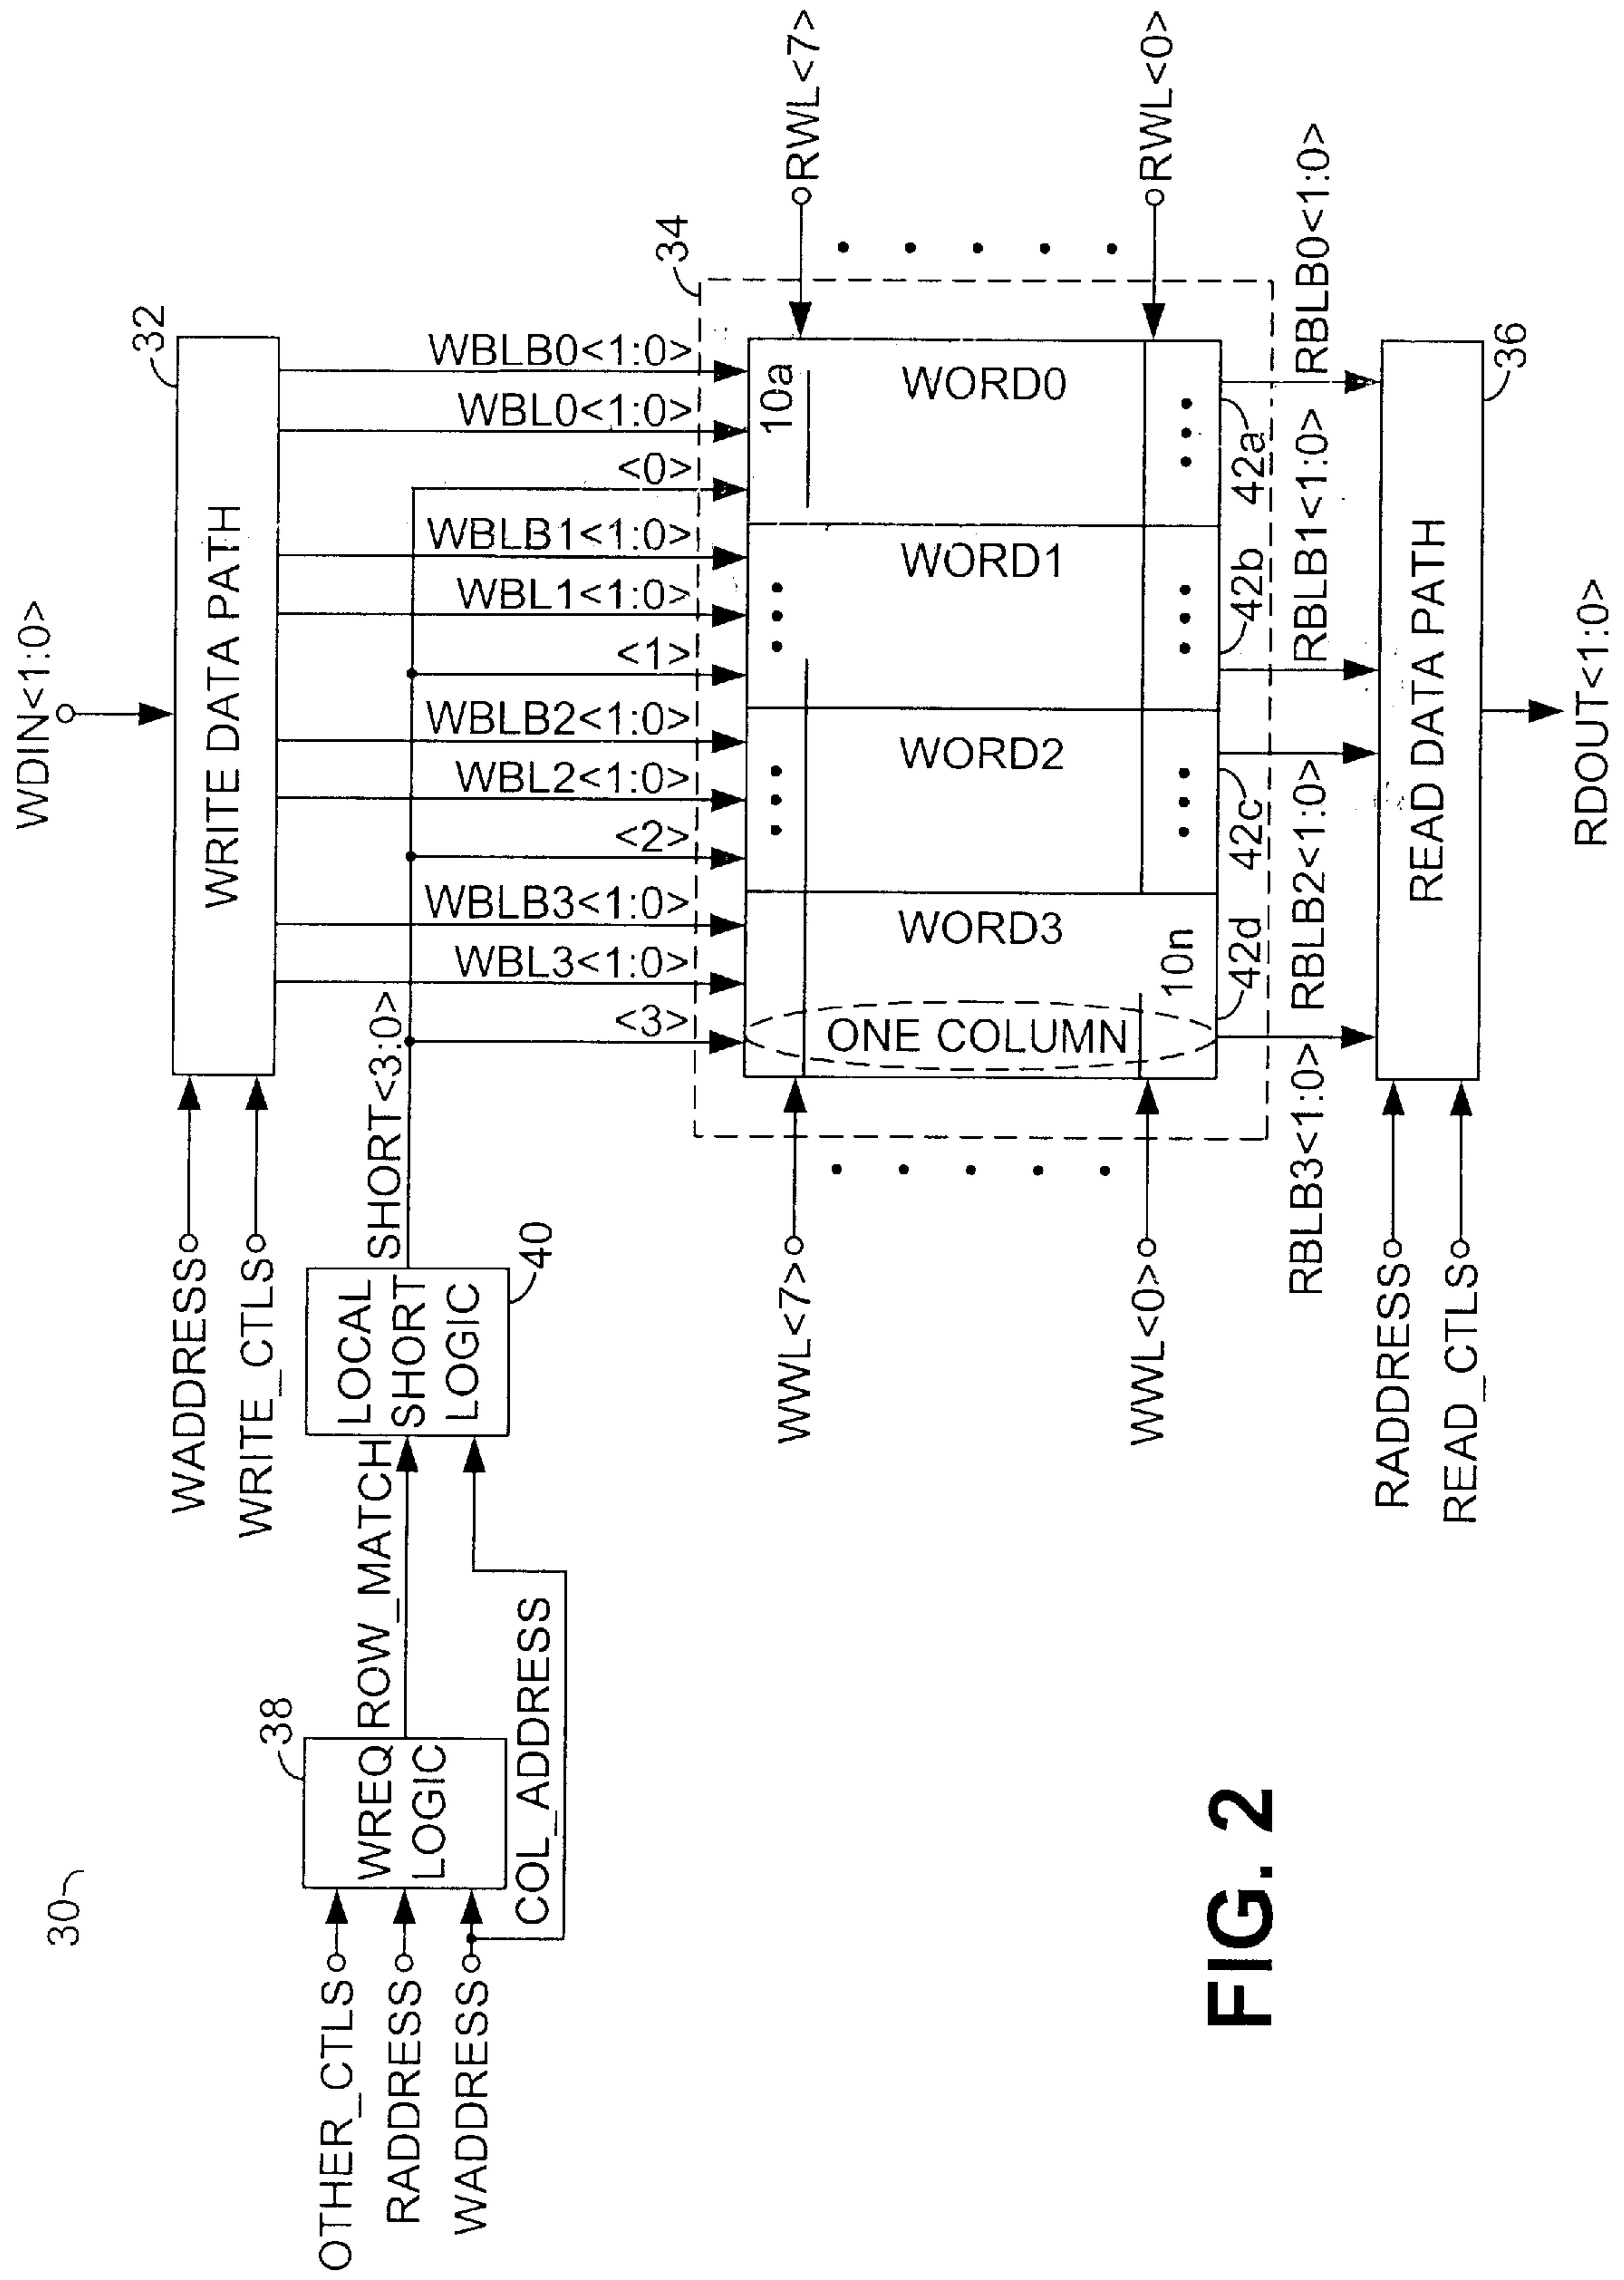 30
OTHER_CTLS
RADDRESS
WADDRESS
38
WREQ
LOGIC
ROW_MATCH
COL_ADDRESS
LOCAL
SHORT
LOGIC
40
SHORT<3:0>
WADDRESS
WRITE_CTLS
WDIN<1:0>
WRITE DATA PATH
32
<3>
WBL3<1:0>
WBLB3<1:0>
<2>
WBL2<1:0>
WBLB2<1:0>
<1>
WBL1<1:0>
WBLB1<1:0>
<0>
WBL0<1:0>
WBLB0<1:0>
34
WWL<7>
WWL<0>
RWL<7>
RWL<0>
10a
WORD3
WORD2
WORD1
WORD0
ONE COLUMN
10n
42d
42c
42b
42a
RBLB3<1:0>
RBLB2<1:0>
RBLB1<1:0>
RBLB0<1:0>
RADDRESS
READ_CTLS
READ DATA PATH
36
RDOUT<1:0>
FIG. 2